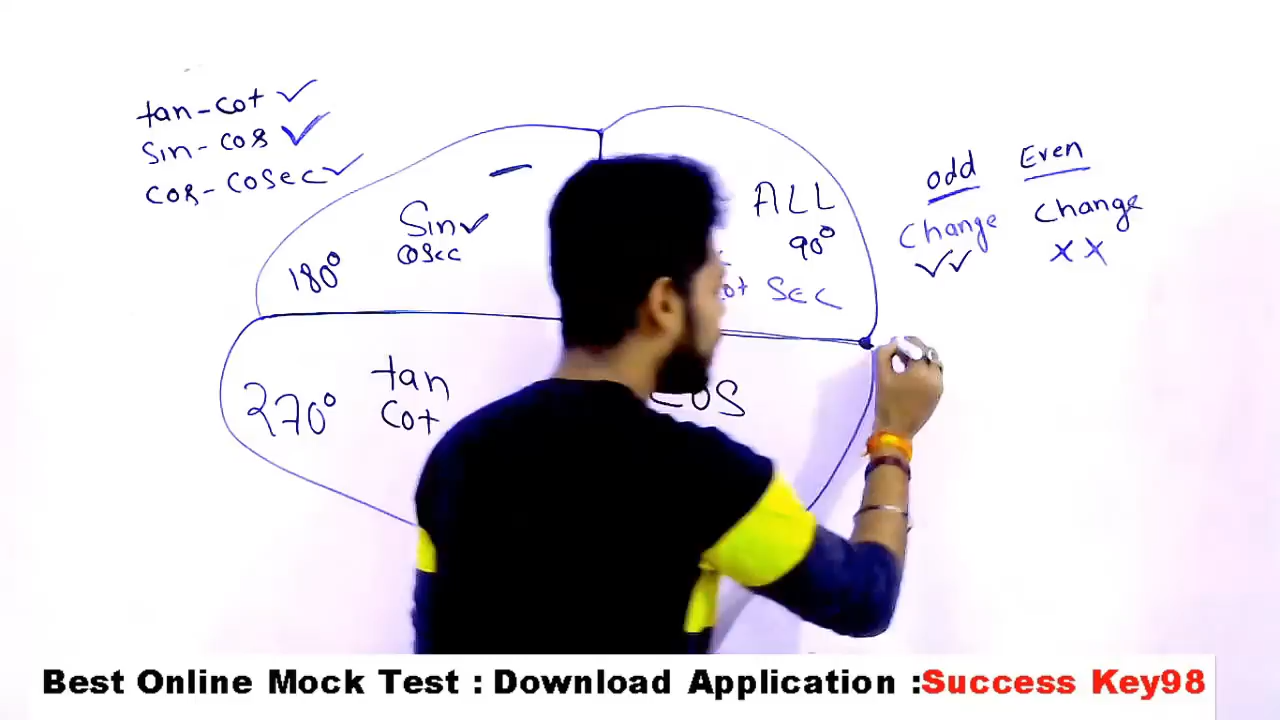 tan-cot ✓
Sin-cos ✓
cos-cosec ✓
odd Even
Change Change
✓✓ ✗✗
Sin ✓
cosec
180°
ALL
90°
cot SEC
tan
270°
Cot
COS
Best Online Mock Test : Download Application :Success Key98